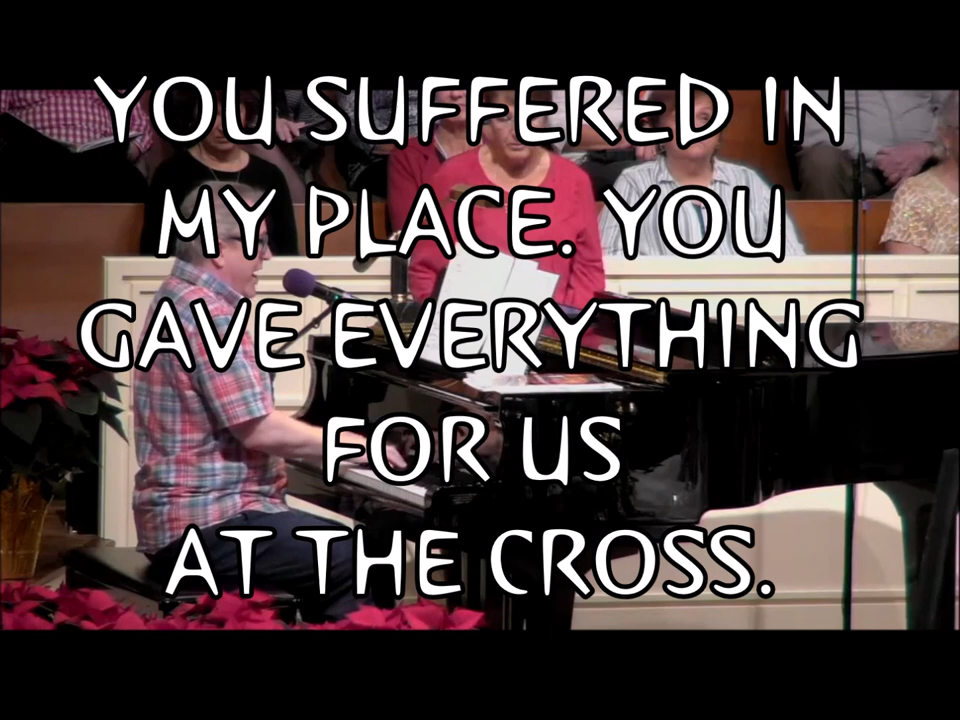 YOU SUFFERED IN
MY PLACE. YOU
GAVE EVERYTHING
FOR US
AT THE CROSS.